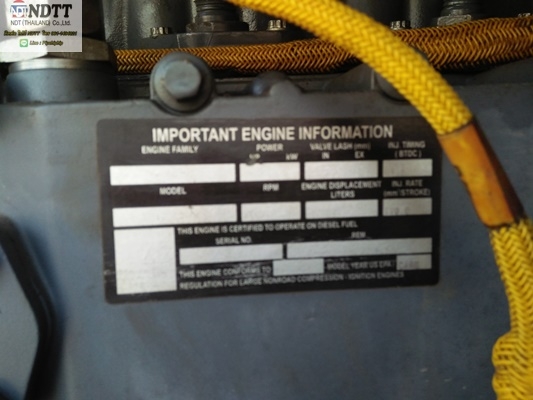 NDTT
NDT (THAILAND) Co., Ltd.
IMPORTANT ENGINE INFORMATION
ENGINE FAMILY POWER VALVE LASH (mm) INJ. TIMING
HP kW IN EX (BTDC)
MODEL RPM ENGINE DISPLACEMENT INJ. RATE
LITERS (mm³/STROKE)
THIS ENGINE IS CERTIFIED TO OPERATE ON DIESEL FUEL
SERIAL NO. REM
THIS ENGINE CONFORMS TO MODEL YEAR US EPA
REGULATION FOR LARGE NONROAD COMPRESSION - IGNITION ENGINES